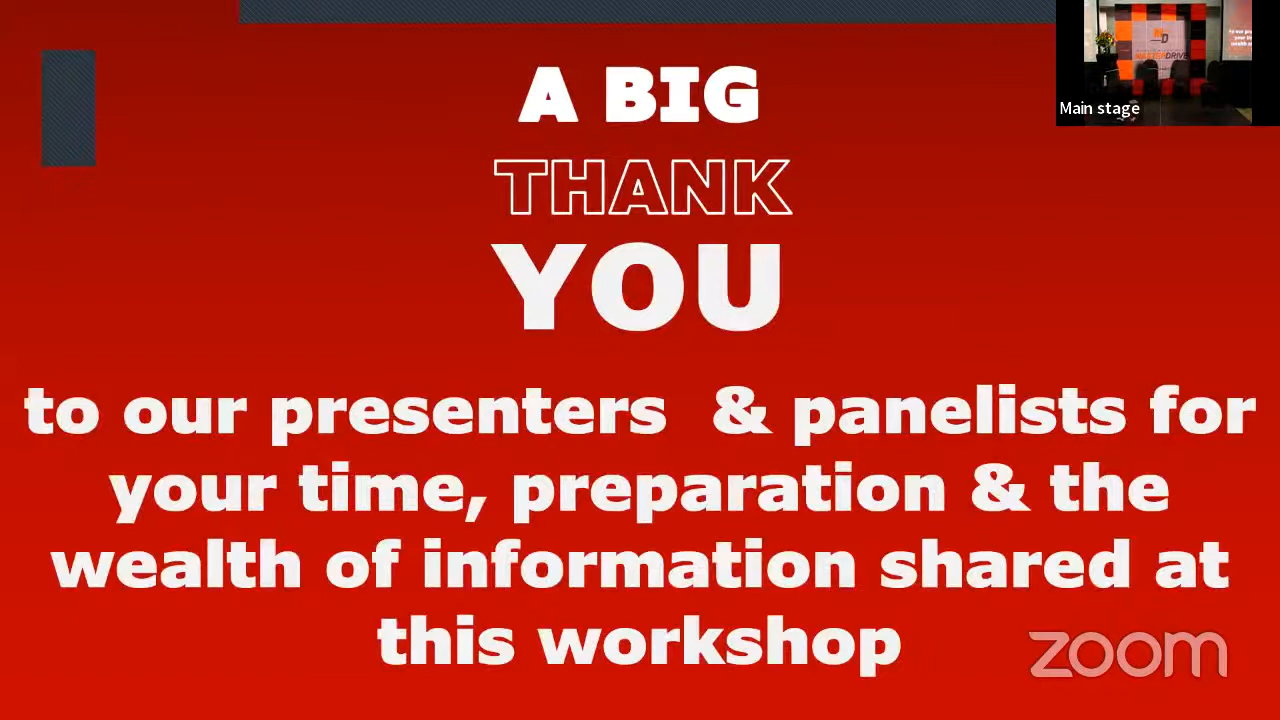 A BIG
THANK
YOU
to our presenters & panelists for
your time, preparation & the
wealth of information shared at
this workshop
Main stage
zoom